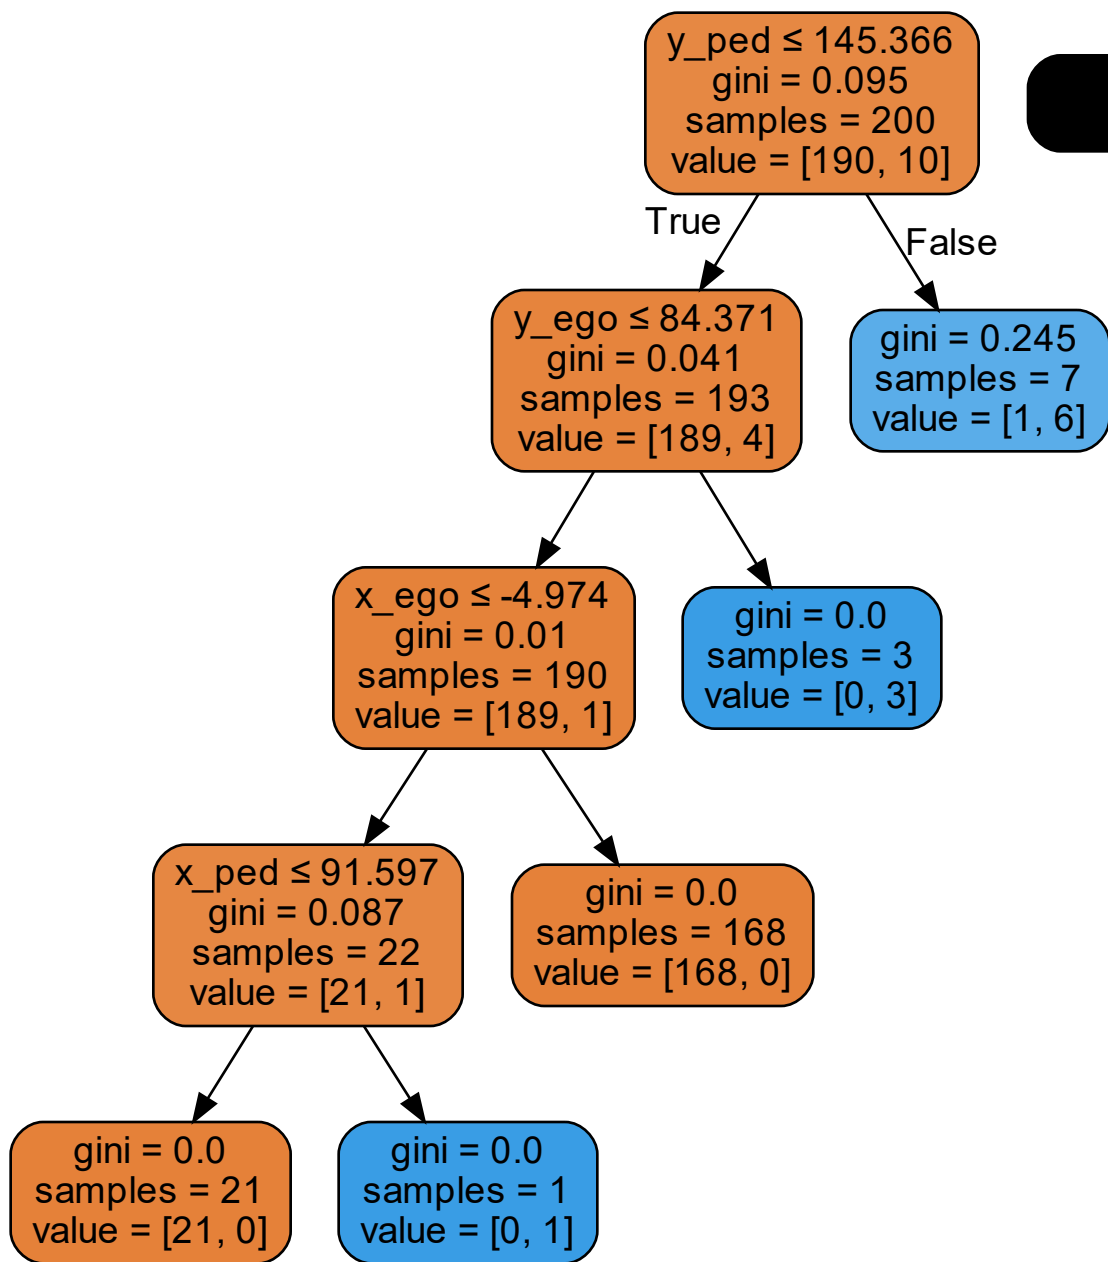 y_ped ≤ 145.366
gini = 0.095
samples = 200
value = [190, 10]
True
False
y_ego ≤ 84.371
gini = 0.041
samples = 193
value = [189, 4]
gini = 0.245
samples = 7
value = [1, 6]
x_ego ≤ -4.974
gini = 0.01
samples = 190
value = [189, 1]
gini = 0.0
samples = 3
value = [0, 3]
x_ped ≤ 91.597
gini = 0.087
samples = 22
value = [21, 1]
gini = 0.0
samples = 168
value = [168, 0]
gini = 0.0
samples = 21
value = [21, 0]
gini = 0.0
samples = 1
value = [0, 1]